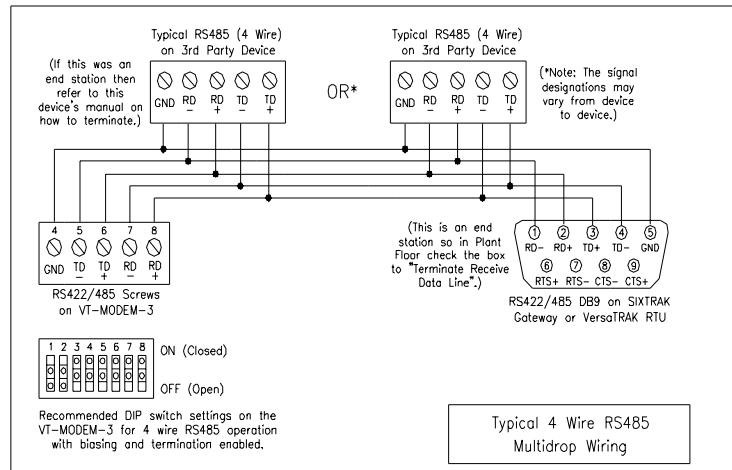 Typical RS485 (4 Wire)
on 3rd Party Device
Typical RS485 (4 Wire)
on 3rd Party Device
(If this was an
end station then
refer to this
device's manual on
how to terminate.)
GND RD - RD + TD - TD +
OR*
GND RD - RD + TD - TD +
(*Note: The signal
designations may
vary from device
to device.)
4 5 6 7 8
GND TD - TD + RD - RD +
RS422/485 Screws
on VT-MODEM-3
(This is an end
station so in Plant
Floor check the box
to "Terminate Receive
Data Line".)
1 2 3 4 5
RD- RD+ TD+ TD- GND
6 7 8 9
RTS+ RTS- CTS- CTS+
RS422/485 DB9 on SIXTRAK
Gateway or VersaTRAK RTU
1 2 3 4 5 6 7 8
ON (Closed)
OFF (Open)
Recommended DIP switch settings on the
VT-MODEM-3 for 4 wire RS485 operation
with biasing and termination enabled.
Typical 4 Wire RS485
Multidrop Wiring